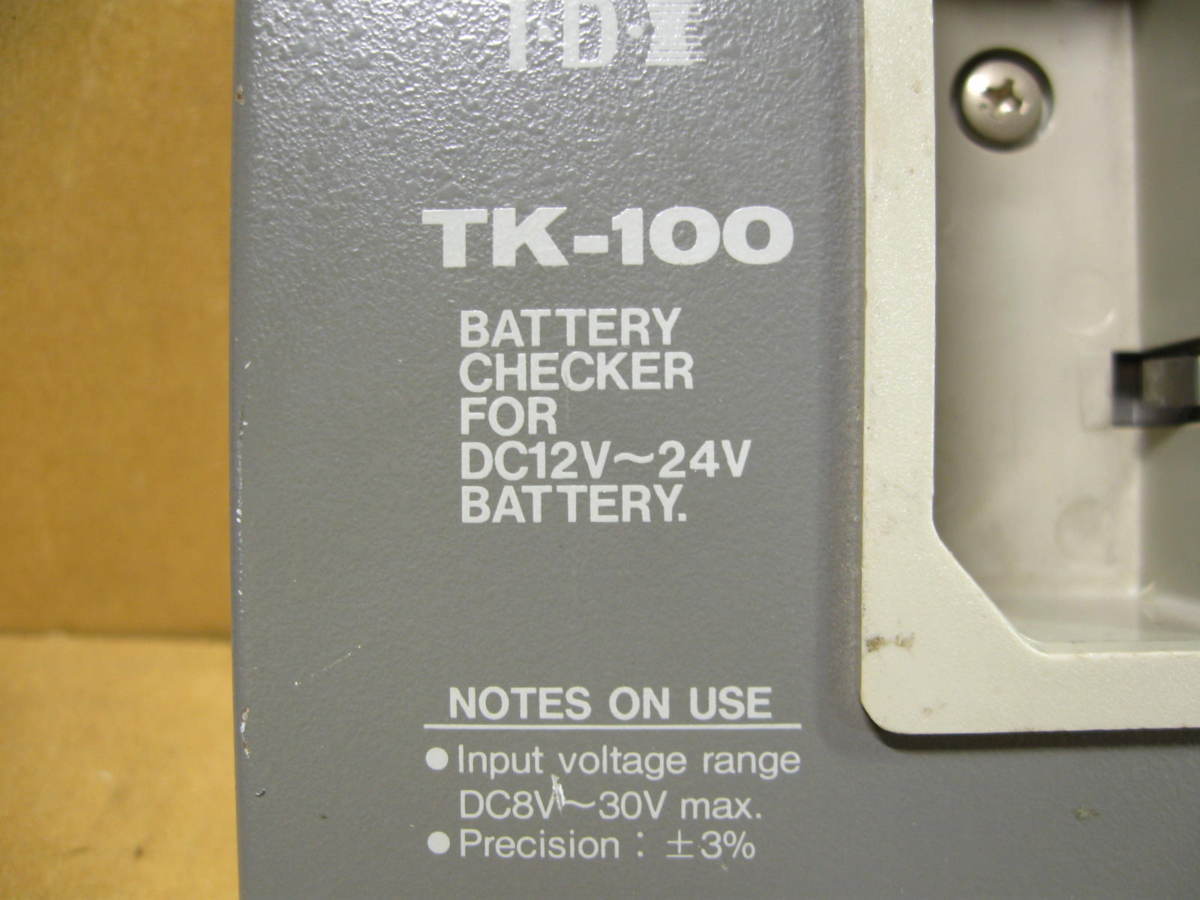 I·D·X
TK-100
BATTERY
CHECKER
FOR
DC12V~24V
BATTERY.
NOTES ON USE
● Input voltage range
DC8V~30V max.
● Precision : ±3%